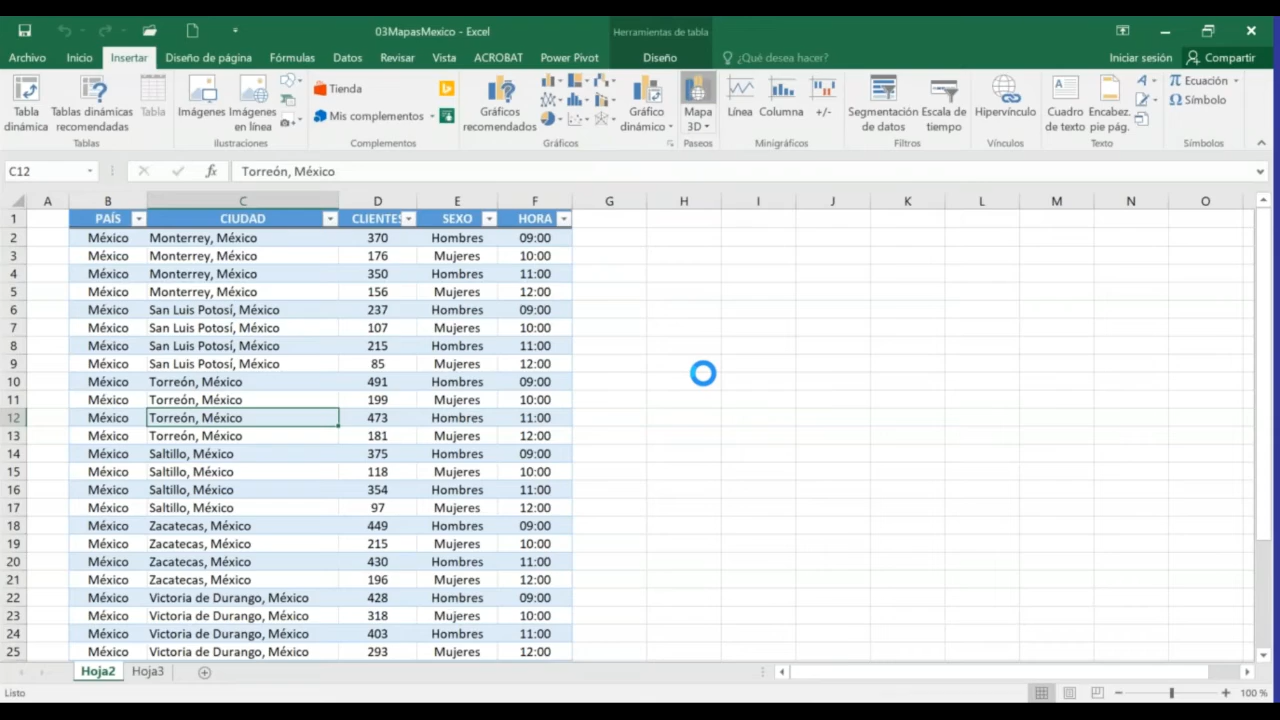 03MapasMexico - Excel
Herramientas de tabla
Archivo Inicio Insertar Diseño de página Fórmulas Datos Revisar Vista ACROBAT Power Pivot Diseño ¿Qué desea hacer? Iniciar sesión Compartir
Tabla dinámica
Tablas dinámicas recomendadas
Tabla
Tablas
Imágenes
Imágenes en línea
Ilustraciones
Tienda
Mis complementos
Complementos
Gráficos recomendados
Gráfico dinámico
Gráficos
Mapa 3D
Paseos
Línea
Columna
+/-
Minigráficos
Segmentación de datos
Escala de tiempo
Filtros
Hipervínculo
Vínculos
Cuadro de texto
Encabez. pie pág.
Texto
Ecuación
Símbolo
Símbolos
C12 fx Torreón, México
A B C D E F G H I J K L M N O
1 PAÍS CIUDAD CLIENTES SEXO HORA
2 México Monterrey, México 370 Hombres 09:00
3 México Monterrey, México 176 Mujeres 10:00
4 México Monterrey, México 350 Hombres 11:00
5 México Monterrey, México 156 Mujeres 12:00
6 México San Luis Potosí, México 237 Hombres 09:00
7 México San Luis Potosí, México 107 Mujeres 10:00
8 México San Luis Potosí, México 215 Hombres 11:00
9 México San Luis Potosí, México 85 Mujeres 12:00
10 México Torreón, México 491 Hombres 09:00
11 México Torreón, México 199 Mujeres 10:00
12 México Torreón, México 473 Hombres 11:00
13 México Torreón, México 181 Mujeres 12:00
14 México Saltillo, México 375 Hombres 09:00
15 México Saltillo, México 118 Mujeres 10:00
16 México Saltillo, México 354 Hombres 11:00
17 México Saltillo, México 97 Mujeres 12:00
18 México Zacatecas, México 449 Hombres 09:00
19 México Zacatecas, México 215 Mujeres 10:00
20 México Zacatecas, México 430 Hombres 11:00
21 México Zacatecas, México 196 Mujeres 12:00
22 México Victoria de Durango, México 428 Hombres 09:00
23 México Victoria de Durango, México 318 Mujeres 10:00
24 México Victoria de Durango, México 403 Hombres 11:00
25 México Victoria de Durango, México 293 Mujeres 12:00
Hoja2 Hoja3
Listo 100 %